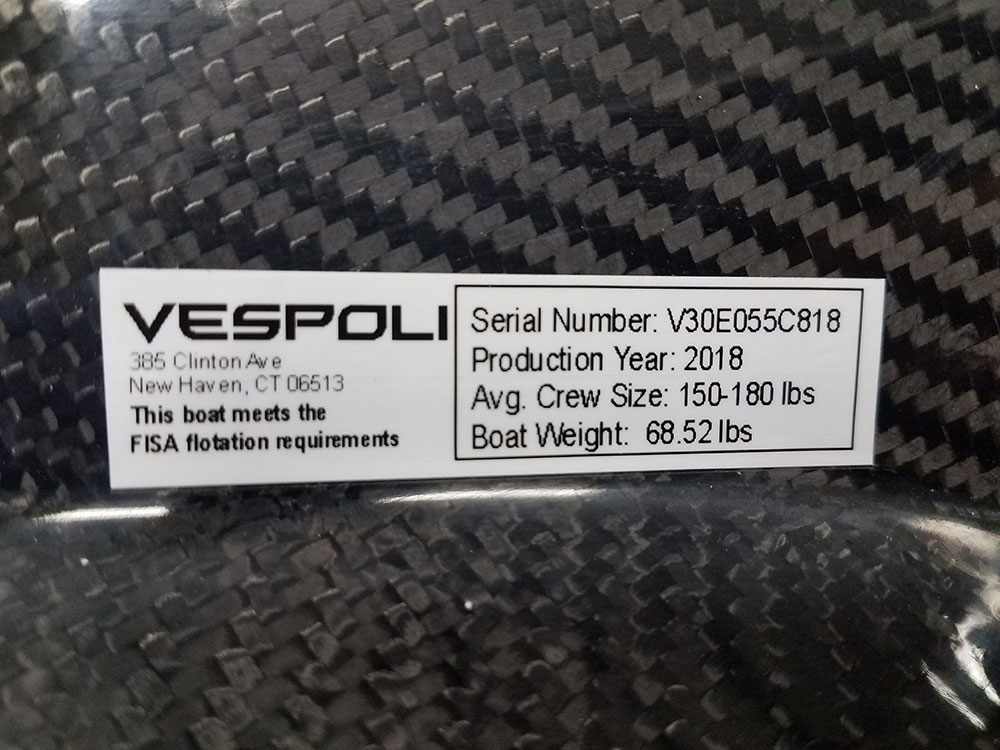 VESPOLI
385 Clinton Ave
New Haven, CT 06513
This boat meets the
FISA flotation requirements
Serial Number: V30E055C818
Production Year: 2018
Avg. Crew Size: 150-180 lbs
Boat Weight: 68.52 lbs